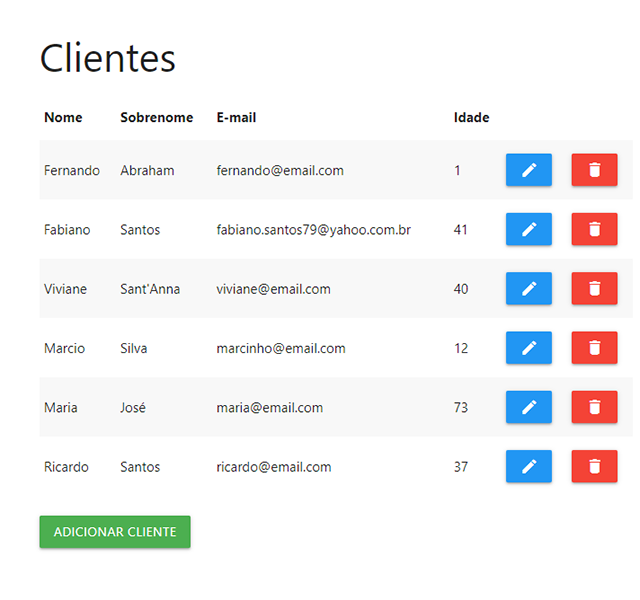 Clientes
Nome Sobrenome E-mail Idade
Fernando Abraham fernando@email.com 1
Fabiano Santos fabiano.santos79@yahoo.com.br 41
Viviane Sant'Anna viviane@email.com 40
Marcio Silva marcinho@email.com 12
Maria José maria@email.com 73
Ricardo Santos ricardo@email.com 37
ADICIONAR CLIENTE